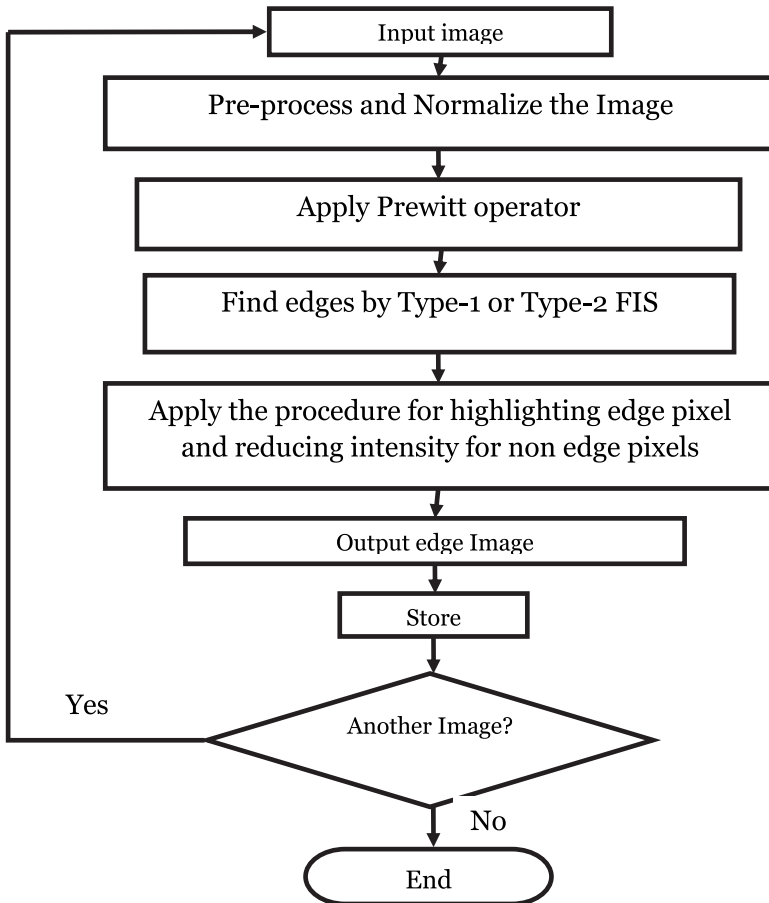 Input image
Pre-process and Normalize the Image
Apply Prewitt operator
Find edges by Type-1 or Type-2 FIS
Apply the procedure for highlighting edge pixel
and reducing intensity for non edge pixels
Output edge Image
Store
Another Image?
Yes
No
End